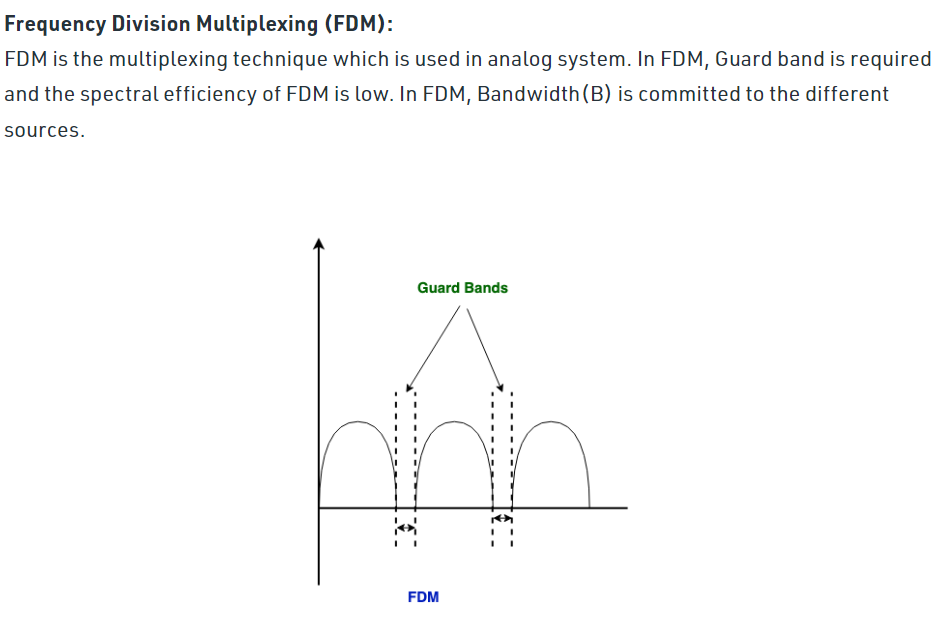 Frequency Division Multiplexing (FDM):
FDM is the multiplexing technique which is used in analog system. In FDM, Guard band is required
and the spectral efficiency of FDM is low. In FDM, Bandwidth(B) is committed to the different
sources.
Guard Bands
FDM